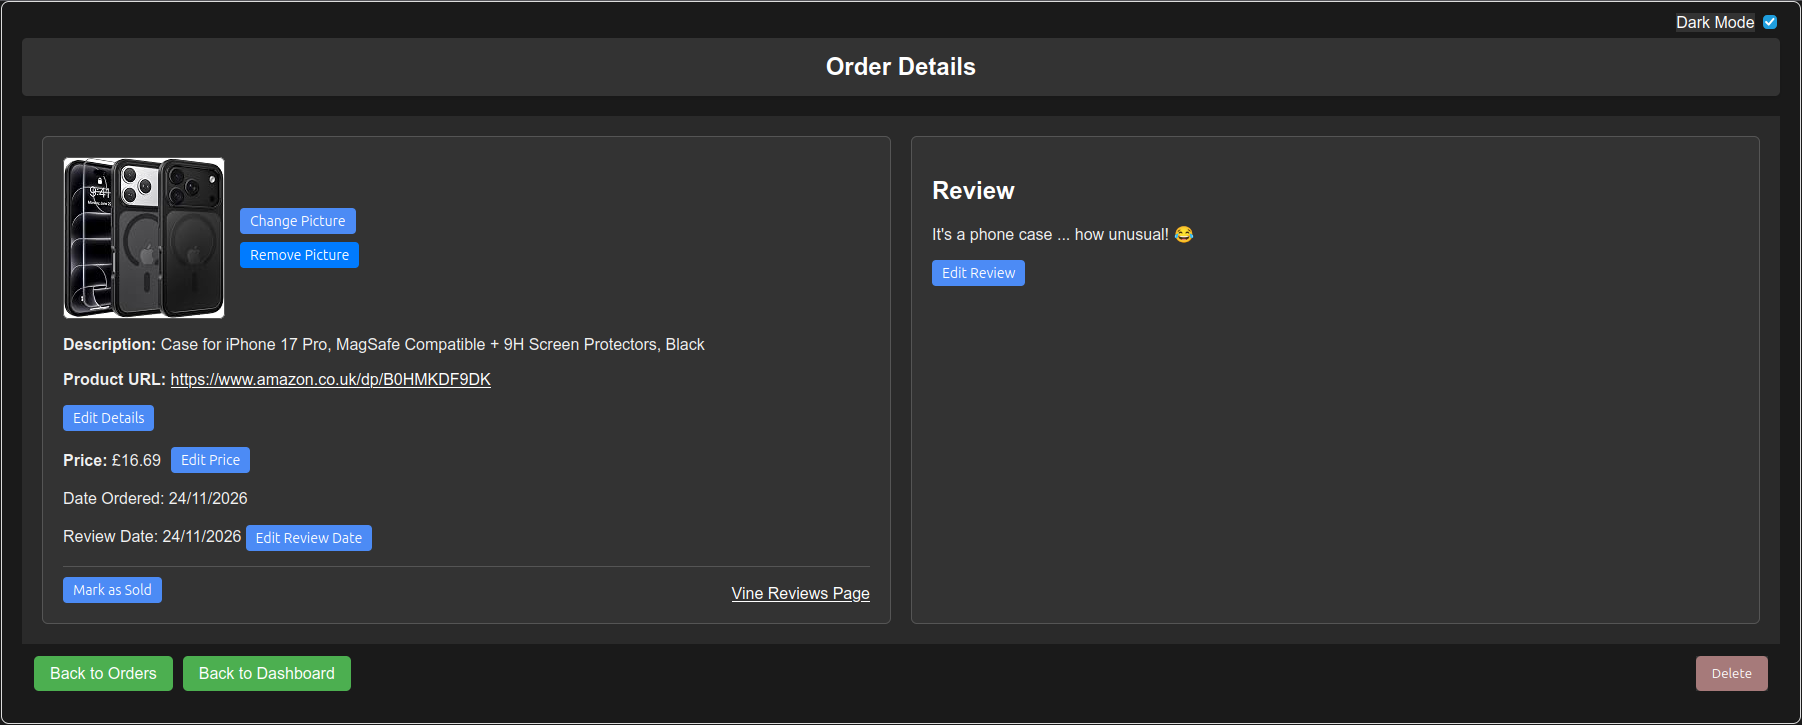 Dark Mode
Order Details
9:41
Change Picture
Remove Picture
Description: Case for iPhone 17 Pro, MagSafe Compatible + 9H Screen Protectors, Black
Product URL: https://www.amazon.co.uk/dp/B0HMKDF9DK
Edit Details
Price: £16.69 Edit Price
Date Ordered: 24/11/2026
Review Date: 24/11/2026 Edit Review Date
Mark as Sold
Vine Reviews Page
Review
It's a phone case ... how unusual! 😂
Edit Review
Back to Orders
Back to Dashboard
Delete